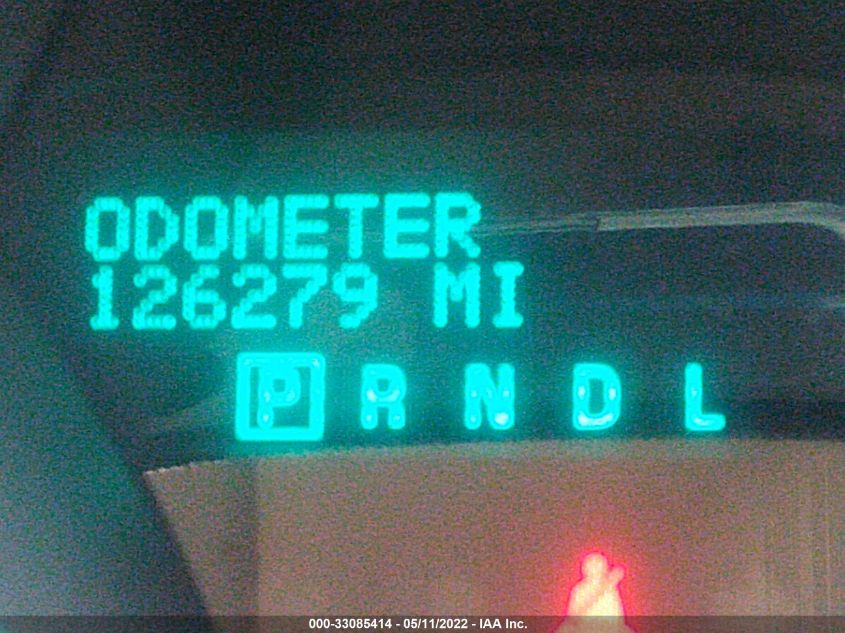 ODOMETER
126279 MI
P R N D L
000-33085414 - 05/11/2022 - IAA Inc.